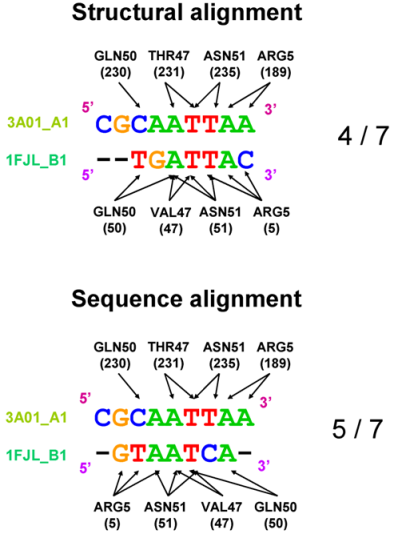 Structural alignment
GLN50 THR47 ASN51 ARG5
(230) (231) (235) (189)
5’ 3’
3A01_A1 CGCAATTAA
4 / 7
1FJL_B1 --TGATTAC
5’ 3’
GLN50 VAL47 ASN51 ARG5
(50) (47) (51) (5)
Sequence alignment
GLN50 THR47 ASN51 ARG5
(230) (231) (235) (189)
5’ 3’
3A01_A1 CGCAATTAA
5 / 7
1FJL_B1 -GTAATCA-
5’ 3’
ARG5 ASN51 VAL47 GLN50
(5) (51) (47) (50)